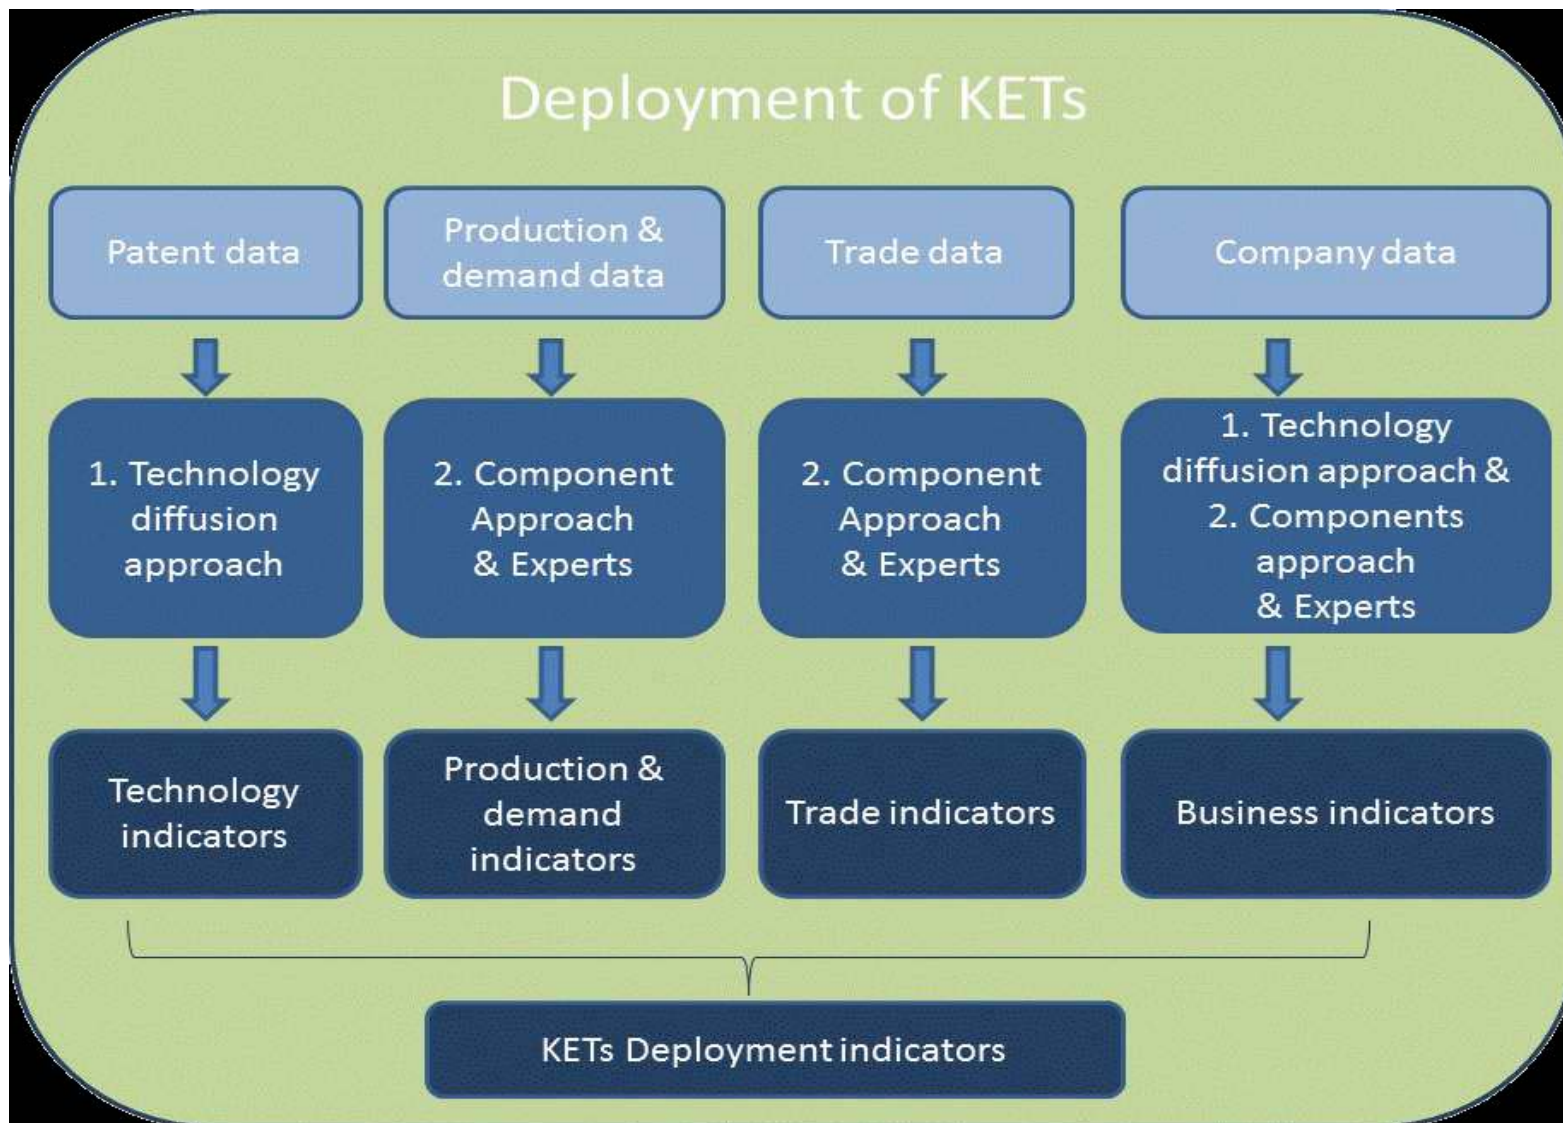 Deployment of KETs
Patent data
Production &
demand data
Trade data
Company data
1. Technology
diffusion
approach
2. Component
Approach
& Experts
2. Component
Approach
& Experts
1. Technology
diffusion approach &
2. Components
approach
& Experts
Technology
indicators
Production &
demand
indicators
Trade indicators
Business indicators
KETs Deployment indicators